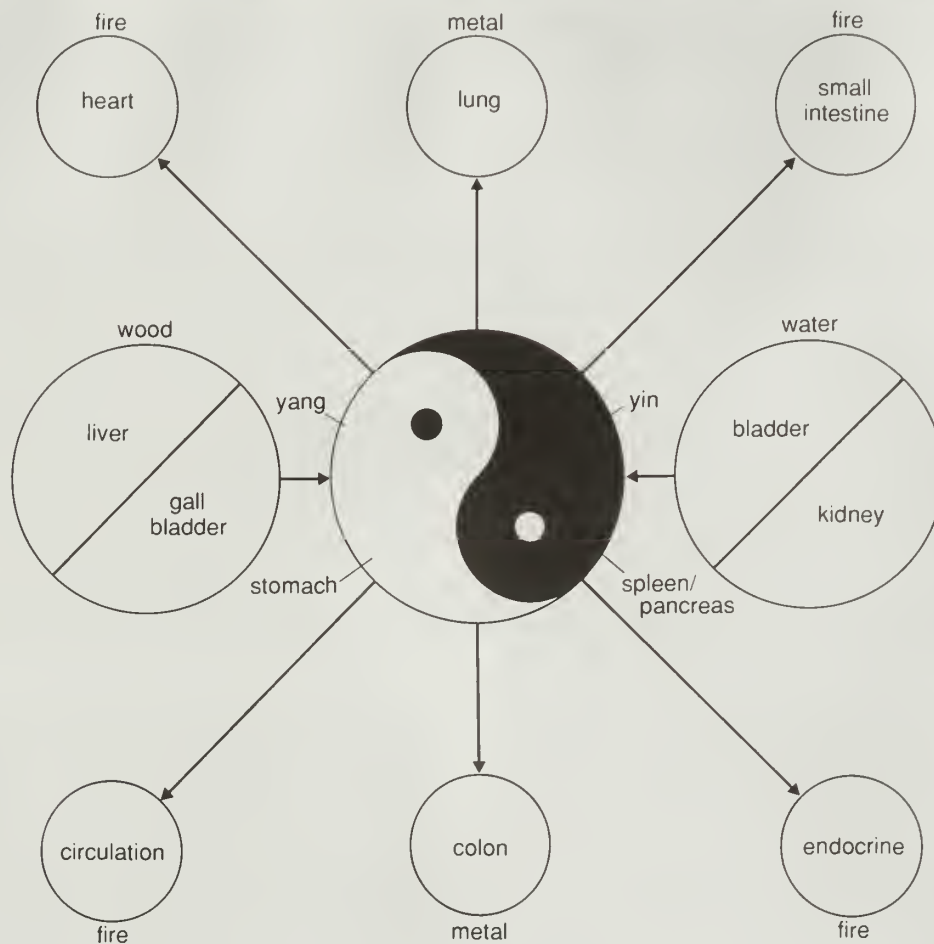 fire
metal
fire
heart
lung
small
intestine
wood
water
yang
yin
liver
bladder
gall
bladder
kidney
stomach
spleen/
pancreas
circulation
colon
endocrine
fire
metal
fire